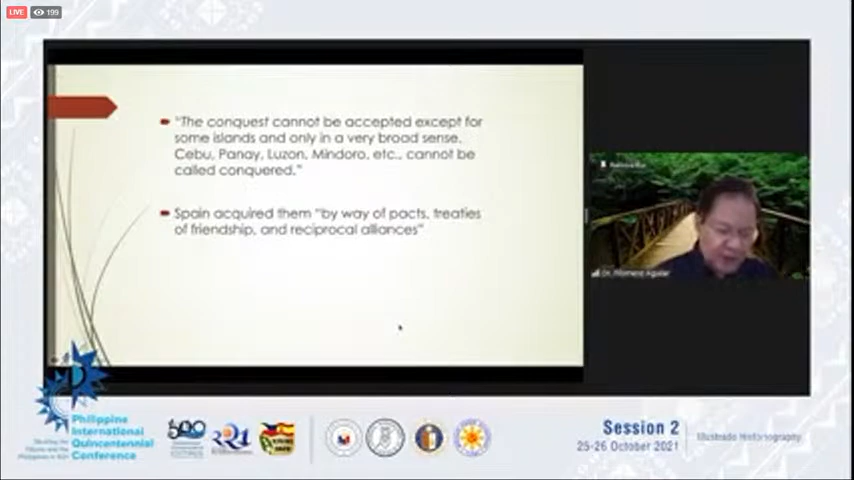 LIVE
199
"The conquest cannot be accepted except for
some islands and only in a very broad sense.
Cebu, Panay, Luzon, Mindoro, etc., cannot be
called conquered."
Spain acquired them "by way of pacts, treaties
of friendship, and reciprocal alliances"
Dr. Filomeno Aguilar
Philippine
International
Quincentennial
Conference
Session 2
25-26 October 2021
Illustrado Historiography